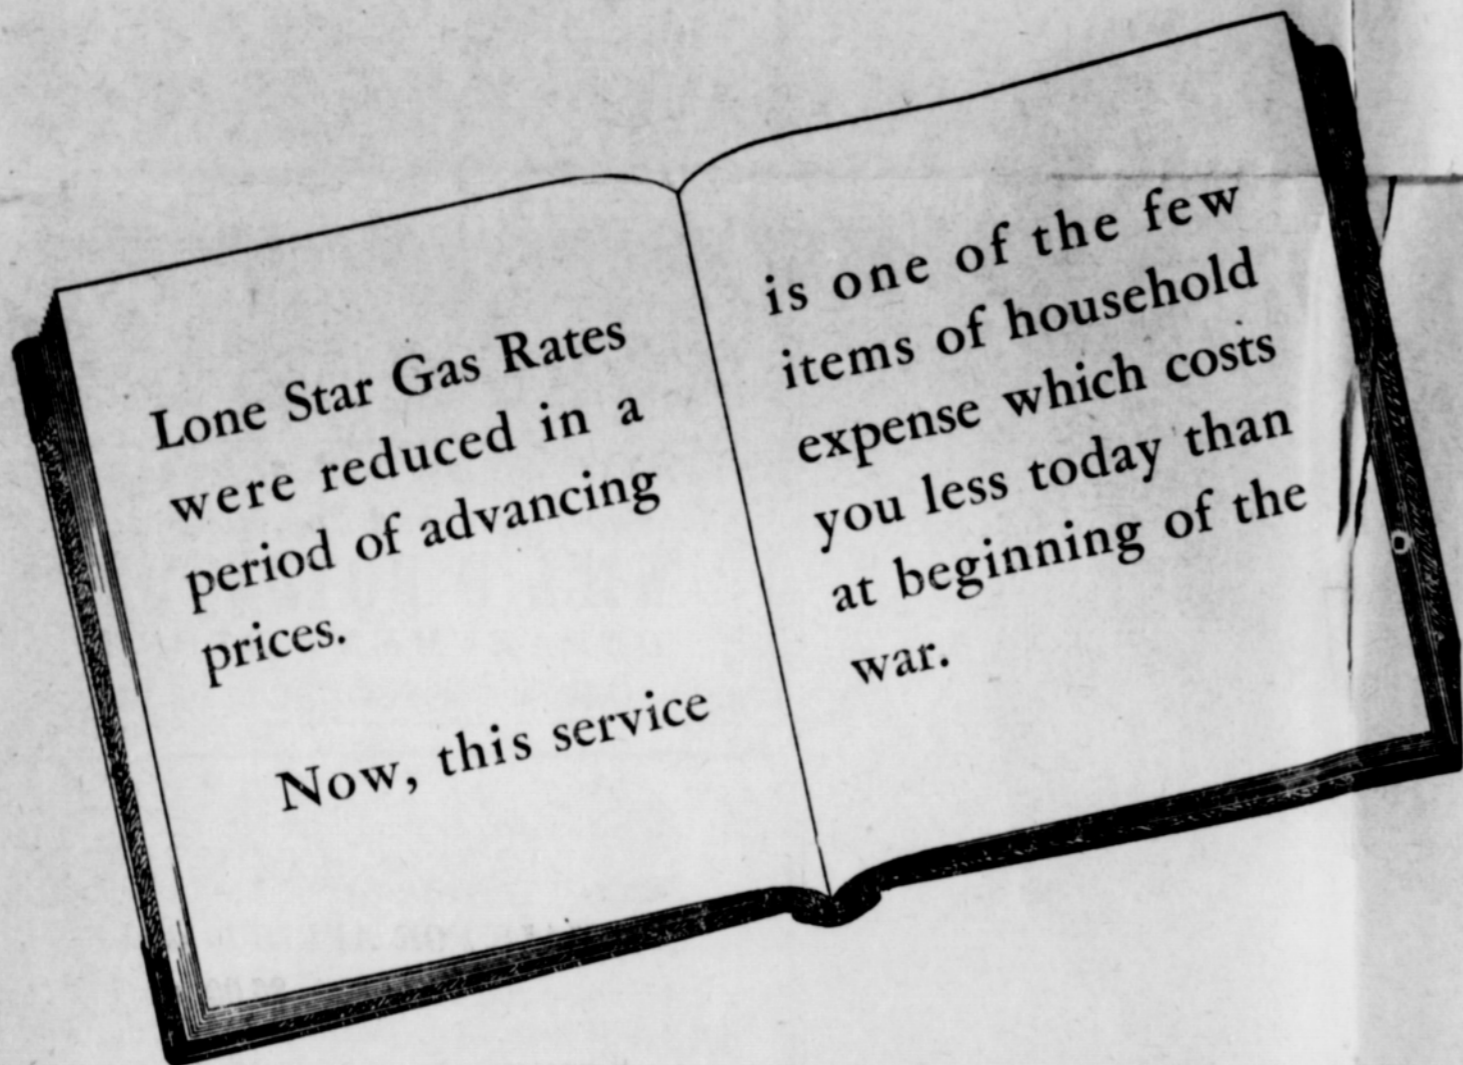 Lone Star Gas Rates
were reduced in a
period of advancing
prices.
Now, this service
is one of the few
items of household
expense which costs
you less today than
at beginning of the
war.